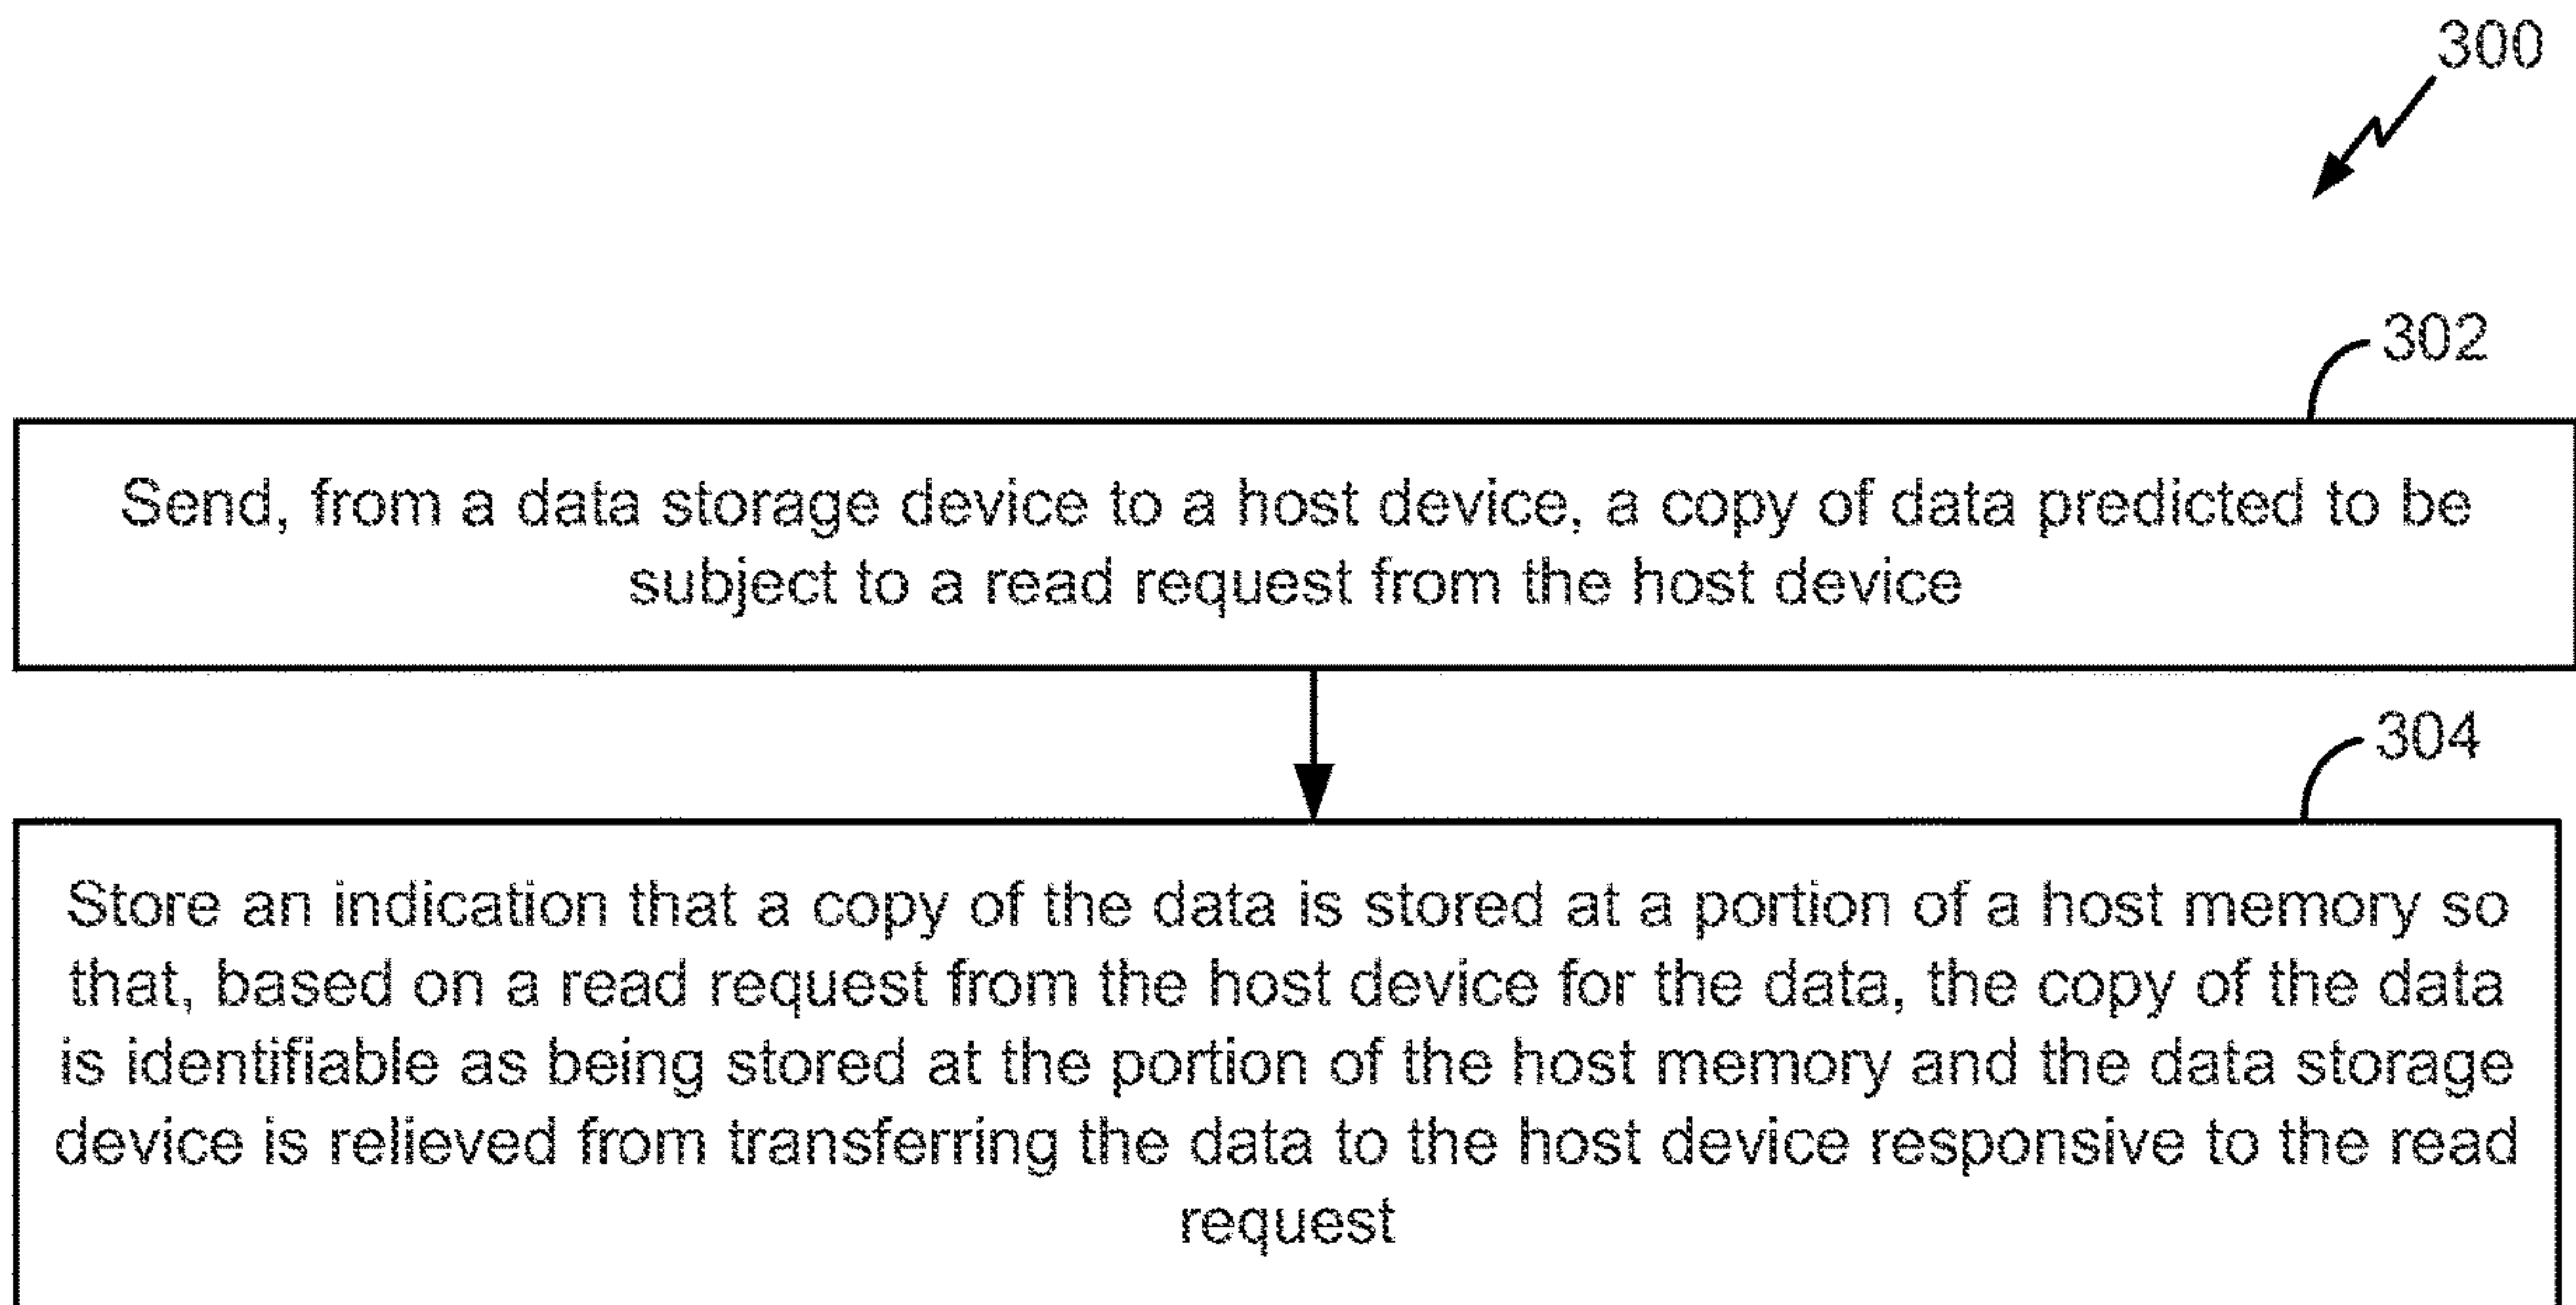 300
302
Send, from a data storage device to a host device, a copy of data predicted to be
subject to a read request from the host device
304
Store an indication that a copy of the data is stored at a portion of a host memory so
that, based on a read request from the host device for the data, the copy of the data
is identifiable as being stored at the portion of the host memory and the data storage
device is relieved from transferring the data to the host device responsive to the read
request